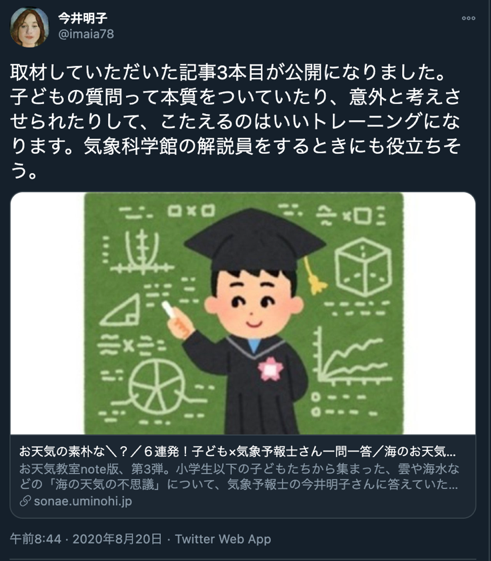 今井明子
@imaia78
取材していただいた記事3本目が公開になりました。
子どもの質問って本質をついていたり、意外と考えさ
せられたりして、こたえるのはいいトレーニングにな
ります。気象科学館の解説員をするときにも役立ちそ
う。
お天気の素朴な＼？／６連発！子ども×気象予報士さん一問一答／海のお天気…
お天気教室note版、第3弾。小学生以下の子どもたちから集まった、雲や海水な
どの「海の天気の不思議」について、気象予報士の今井明子さんに答えていた…
sonae.uminohi.jp
午前8:44 · 2020年8月20日 · Twitter Web App